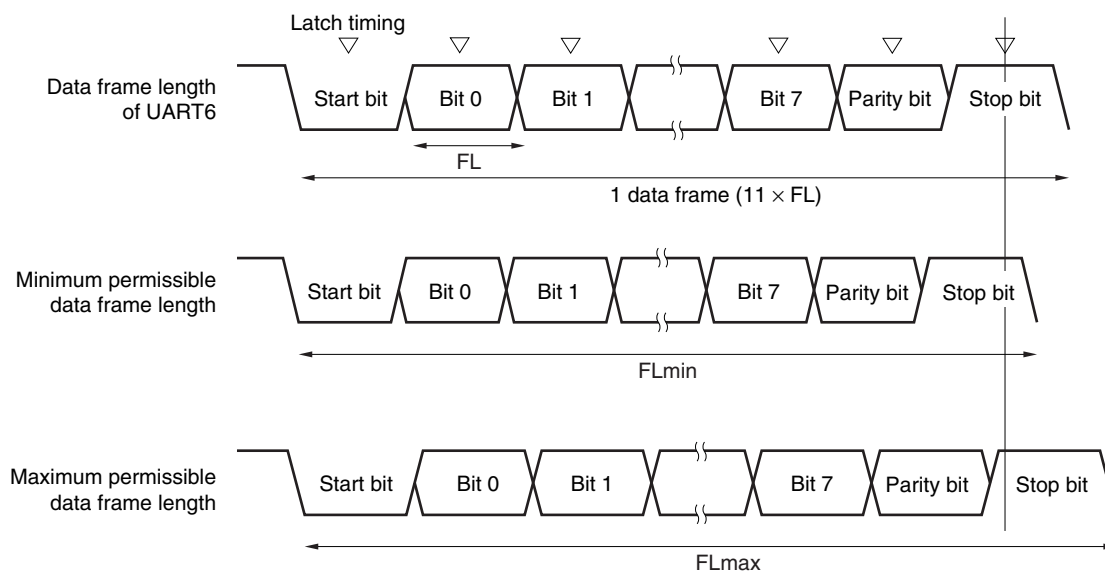 Latch timing
Data frame length
of UART6
Start bit
Bit 0
Bit 1
Bit 7
Parity bit
Stop bit
FL
1 data frame (11 × FL)
Minimum permissible
data frame length
Start bit
Bit 0
Bit 1
Bit 7
Parity bit
Stop bit
FLmin
Maximum permissible
data frame length
Start bit
Bit 0
Bit 1
Bit 7
Parity bit
Stop bit
FLmax